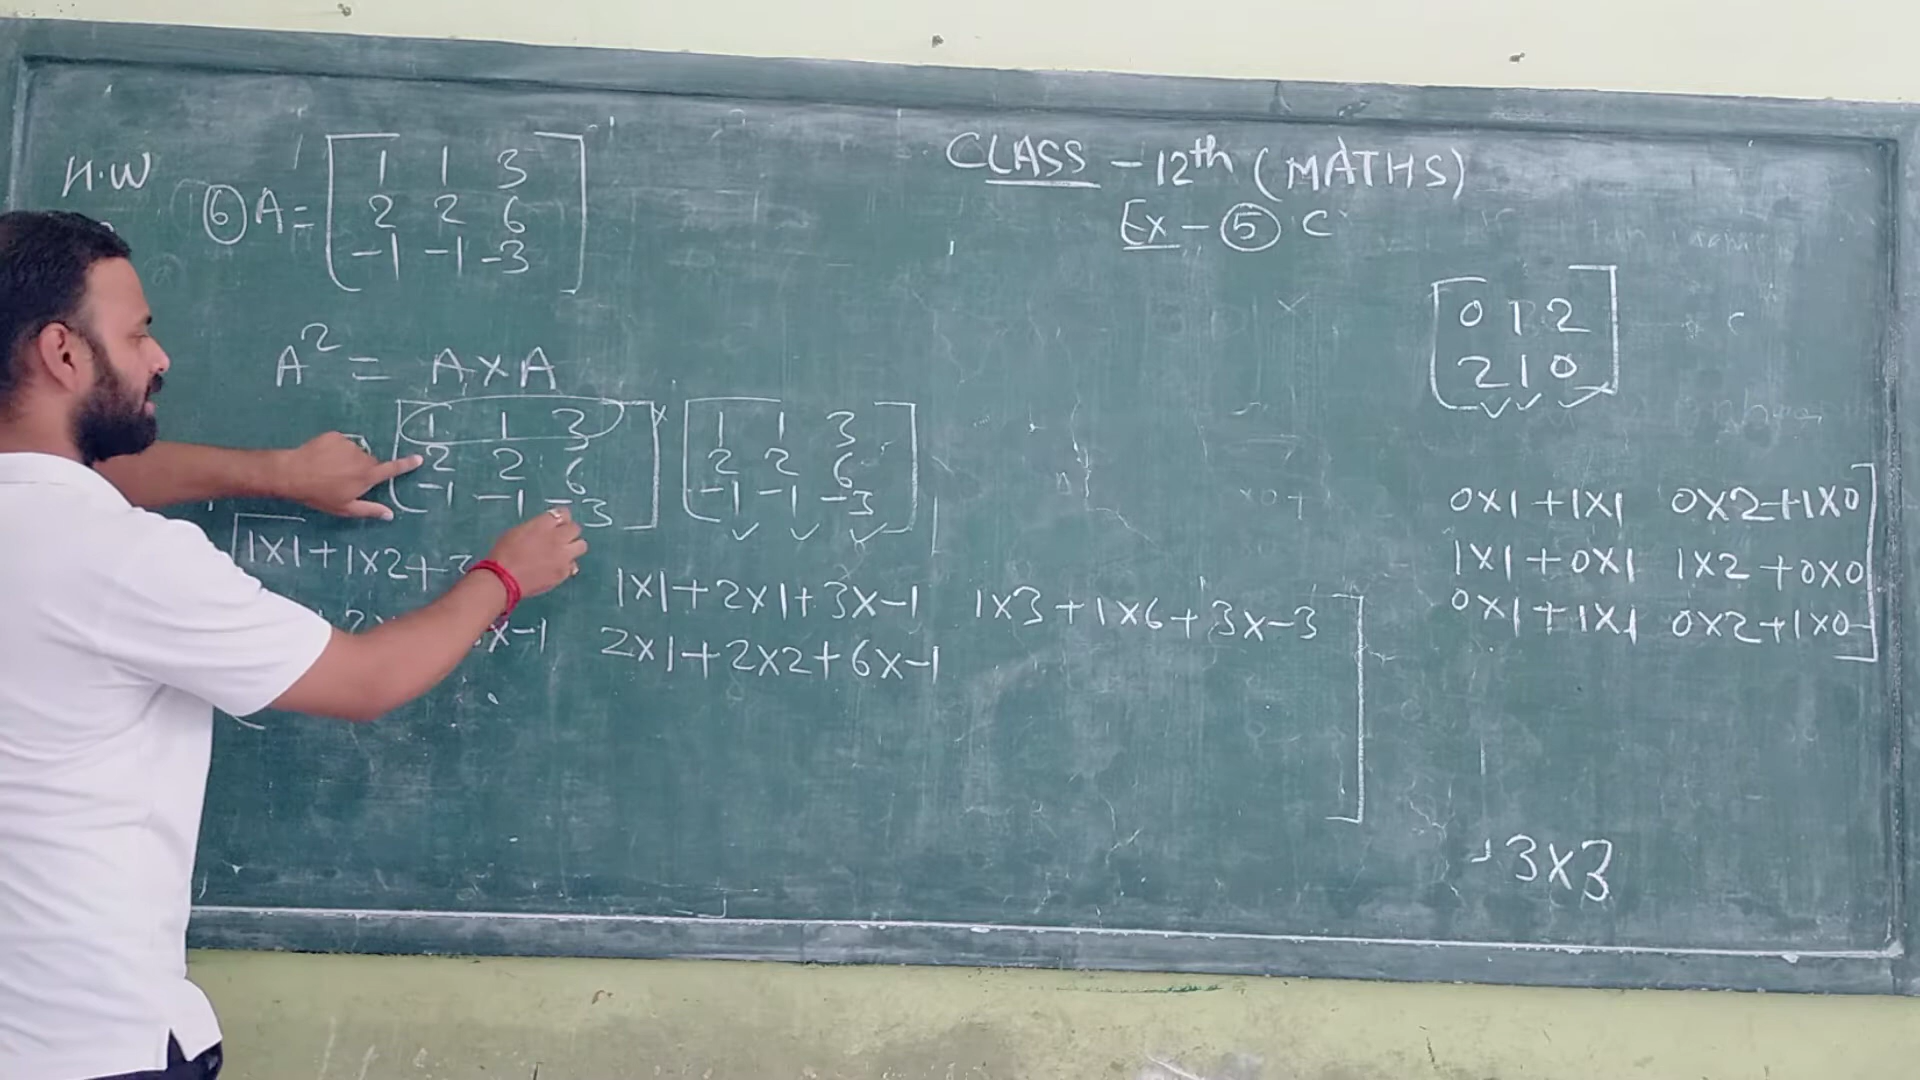 H.W
⑥ A = [ 1 1 3
2 2 6
-1 -1 -3 ]
A² = A×A
[ 1 1 3
2 2 6
-1 -1 -3 ] × [ 1 1 3
2 2 6
-1 -1 -3 ]
[ 1×1+1×2+3 1×1+2×1+3×-1 1×3+1×6+3×-3 ]
×-1 2×1+2×2+6×-1
CLASS - 12th (MATHS)
Ex - ⑤ C
[ 0 1 2
2 1 0 ]
0×1+1×1 0×2+1×0
1×1+0×1 1×2+0×0
0×1+1×1 0×2+1×0 ]
3×3